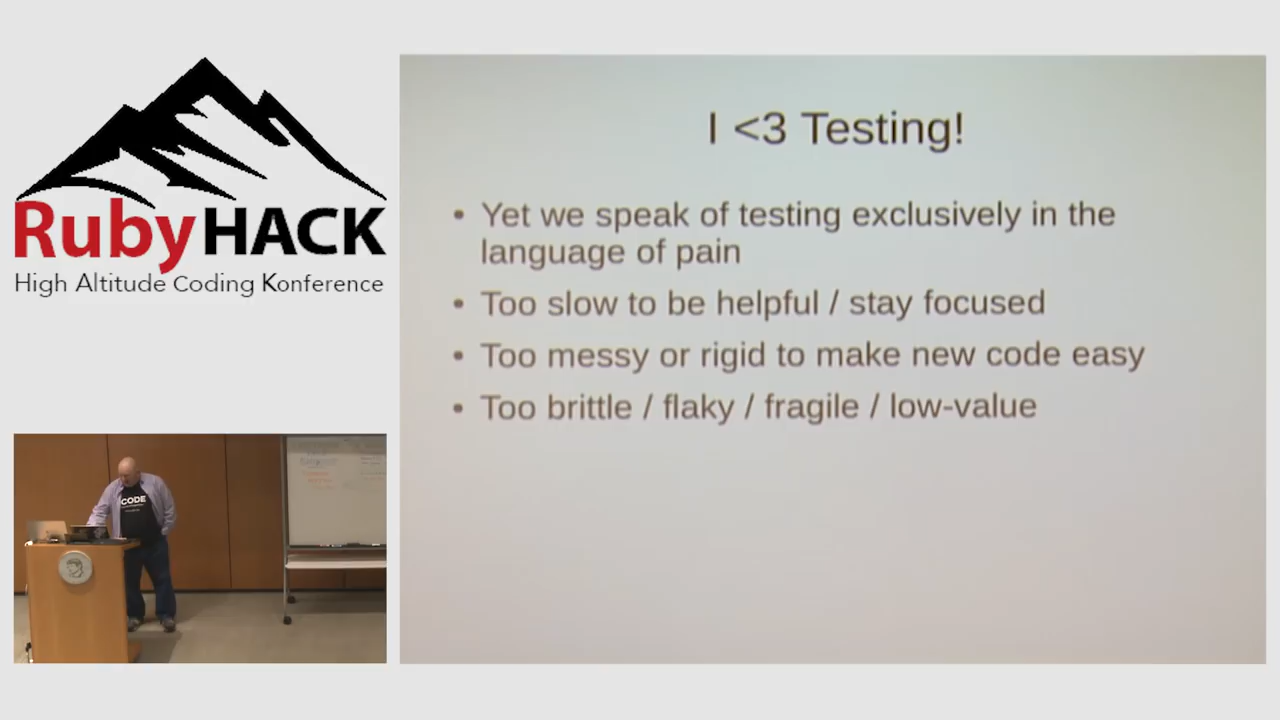 RubyHACK
High Altitude Coding Konference
I <3 Testing!
• Yet we speak of testing exclusively in the
language of pain
• Too slow to be helpful / stay focused
• Too messy or rigid to make new code easy
• Too brittle / flaky / fragile / low-value
CODE